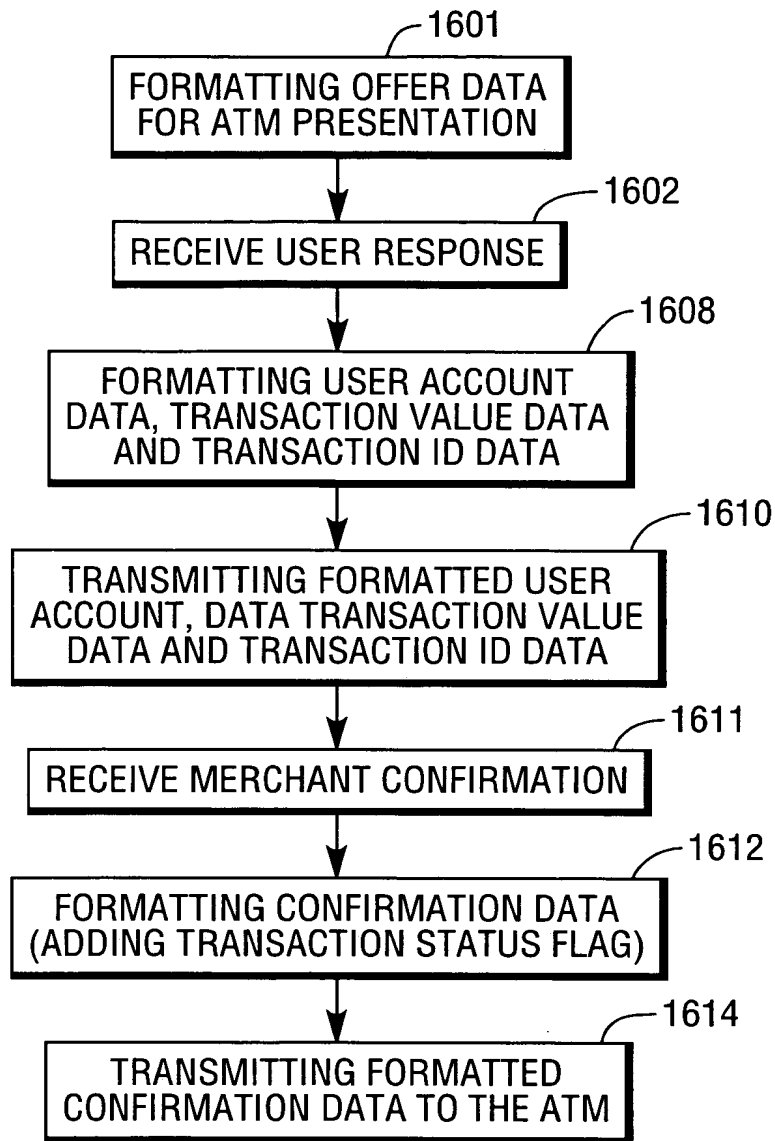 1601
FORMATTING OFFER DATA
FOR ATM PRESENTATION
1602
RECEIVE USER RESPONSE
1608
FORMATTING USER ACCOUNT
DATA, TRANSACTION VALUE DATA
AND TRANSACTION ID DATA
1610
TRANSMITTING FORMATTED USER
ACCOUNT, DATA TRANSACTION VALUE
DATA AND TRANSACTION ID DATA
1611
RECEIVE MERCHANT CONFIRMATION
1612
FORMATTING CONFIRMATION DATA
(ADDING TRANSACTION STATUS FLAG)
1614
TRANSMITTING FORMATTED
CONFIRMATION DATA TO THE ATM